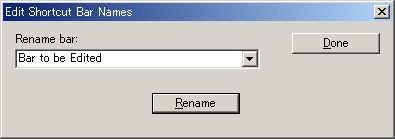 Edit Shortcut Bar Names
Rename bar:
Done
Bar to be Edited
Rename